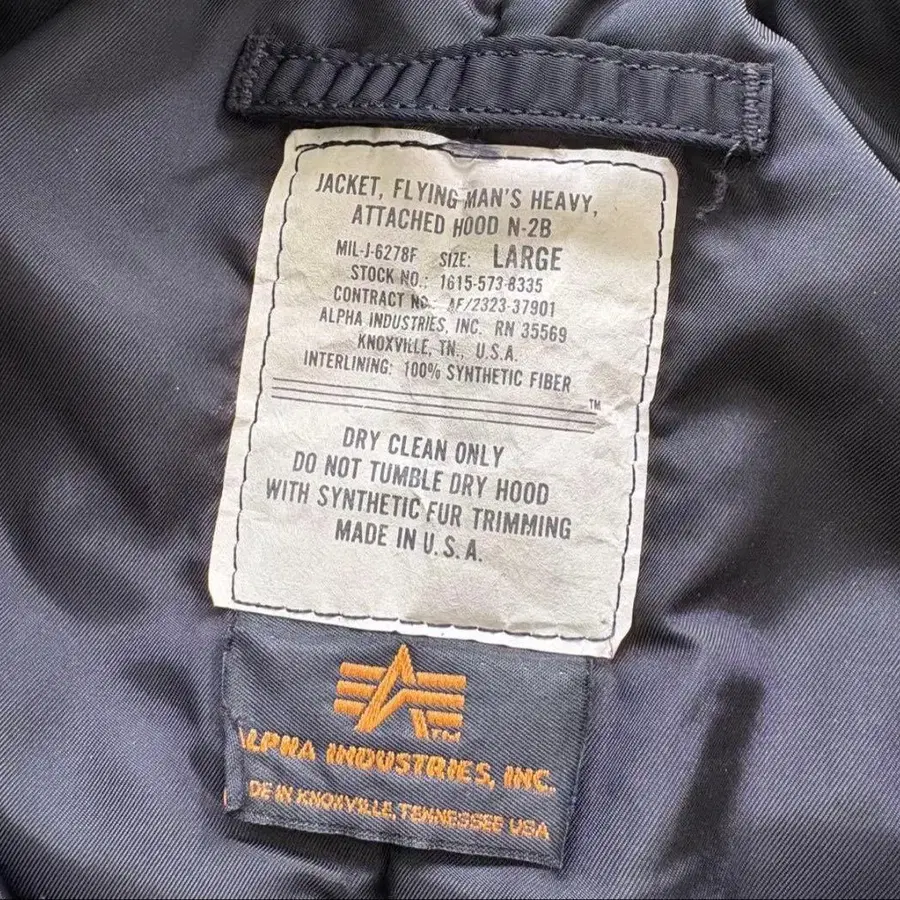 JACKET, FLYING MAN'S HEAVY,
ATTACHED HOOD N-2B
MIL-J-6278F SIZE: LARGE
STOCK NO.: 1615-573-8335
CONTRACT NO.: AF/2323-37901
ALPHA INDUSTRIES, INC. RN 35569
KNOXVILLE, TN., U.S.A.
INTERLINING: 100% SYNTHETIC FIBER
TM
DRY CLEAN ONLY
DO NOT TUMBLE DRY HOOD
WITH SYNTHETIC FUR TRIMMING
MADE IN U.S.A.
TM
ALPHA INDUSTRIES, INC.
DE IN KNOXVILLE, TENNESSEE USA